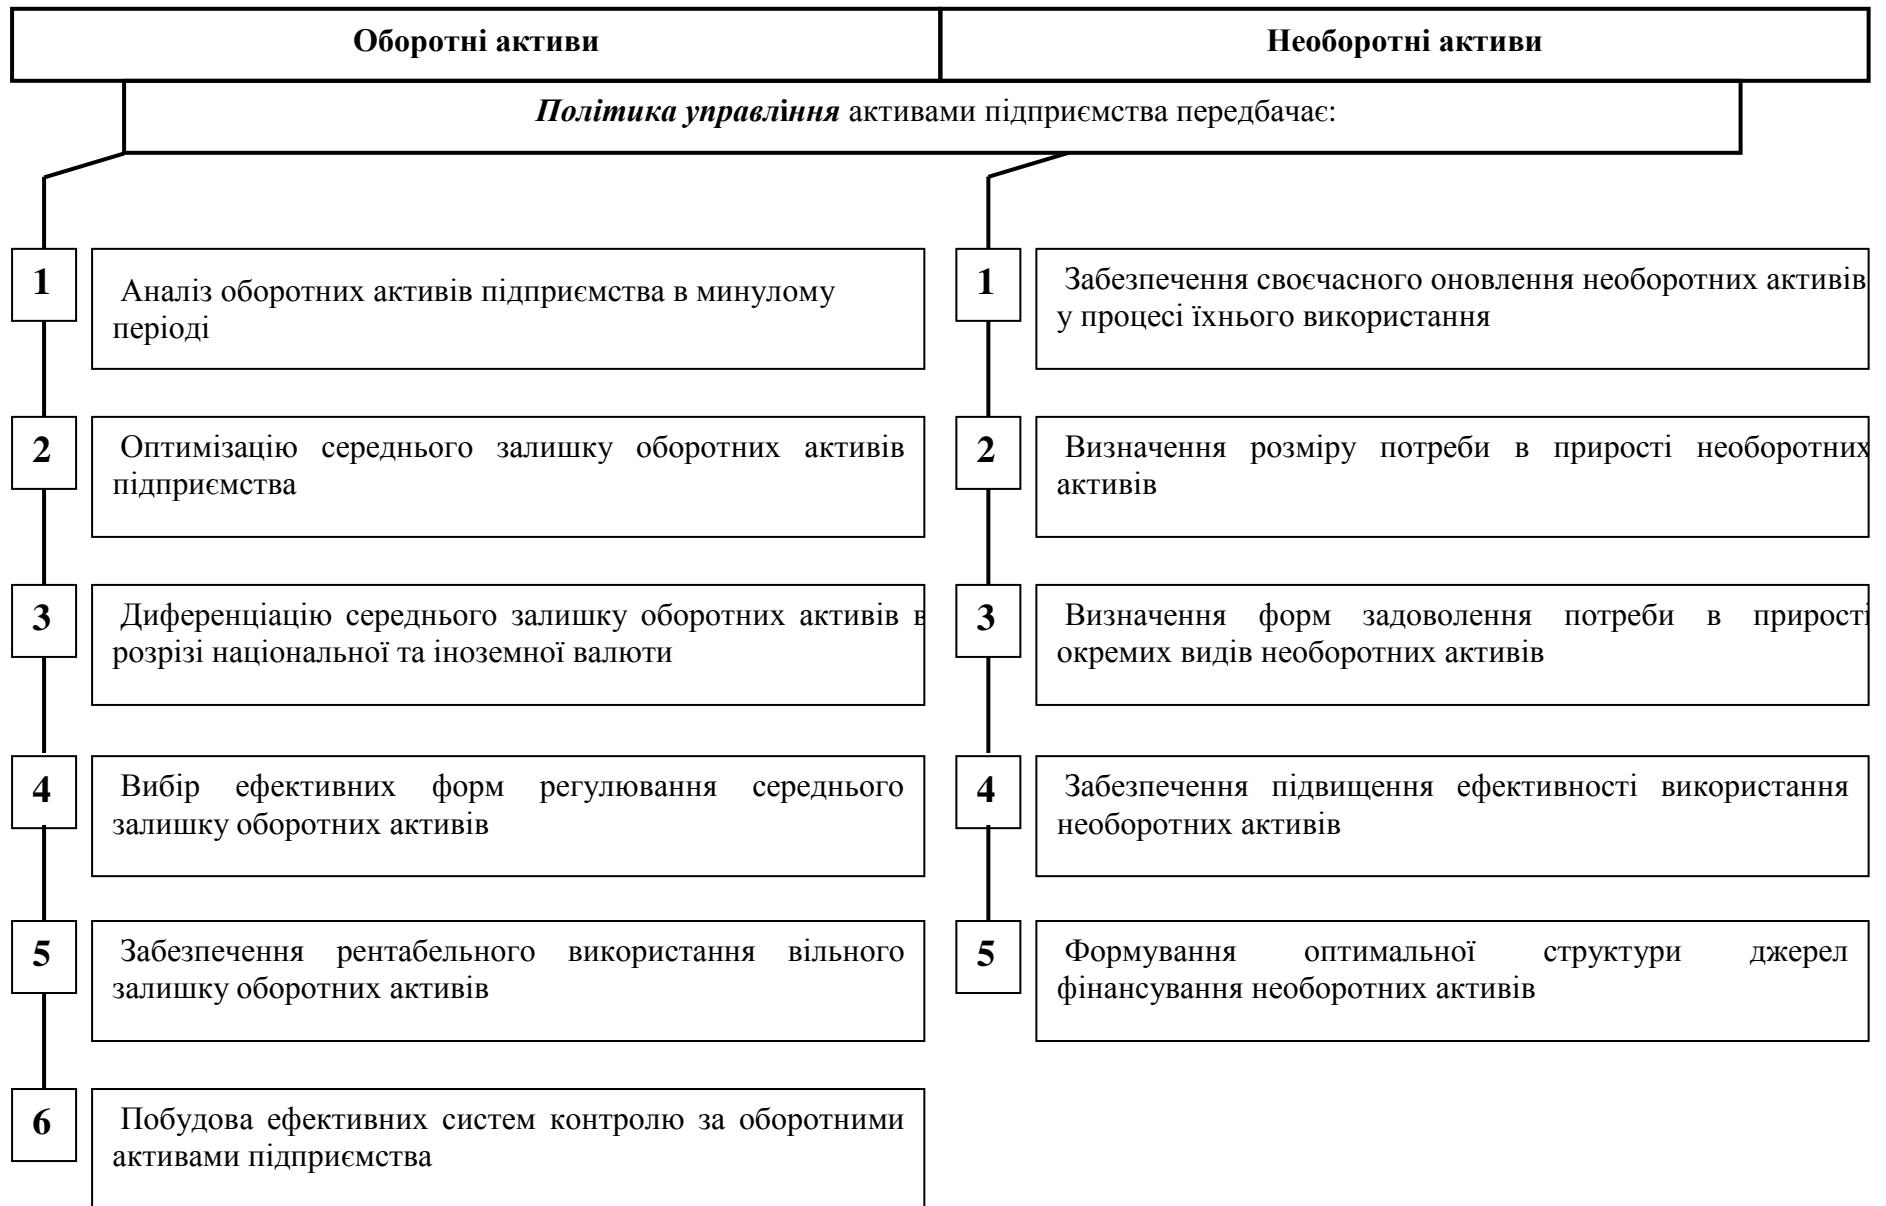 Оборотні активи
Необоротні активи
Політика управління активами підприємства передбачає:
1
Аналіз оборотних активів підприємства в минулому
періоді
2
Оптимізацію середнього залишку оборотних активів
підприємства
3
Диференціацію середнього залишку оборотних активів в
розрізі національної та іноземної валюти
4
Вибір ефективних форм регулювання середнього
залишку оборотних активів
5
Забезпечення рентабельного використання вільного
залишку оборотних активів
6
Побудова ефективних систем контролю за оборотними
активами підприємства
1
Забезпечення своєчасного оновлення необоротних активів
у процесі їхнього використання
2
Визначення розміру потреби в прирості необоротних
активів
3
Визначення форм задоволення потреби в прирості
окремих видів необоротних активів
4
Забезпечення підвищення ефективності використання
необоротних активів
5
Формування оптимальної структури джерел
фінансування необоротних активів